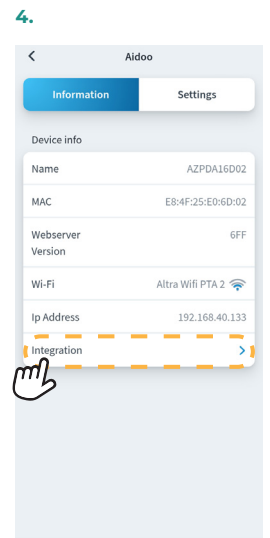 4.
Aidoo
Information Settings
Device info
Name AZPDA16D02
MAC E8:4F:25:E0:6D:02
Webserver 6FF
Version
Wi-Fi Altra Wifi PTA 2
Ip Address 192.168.40.133
Integration